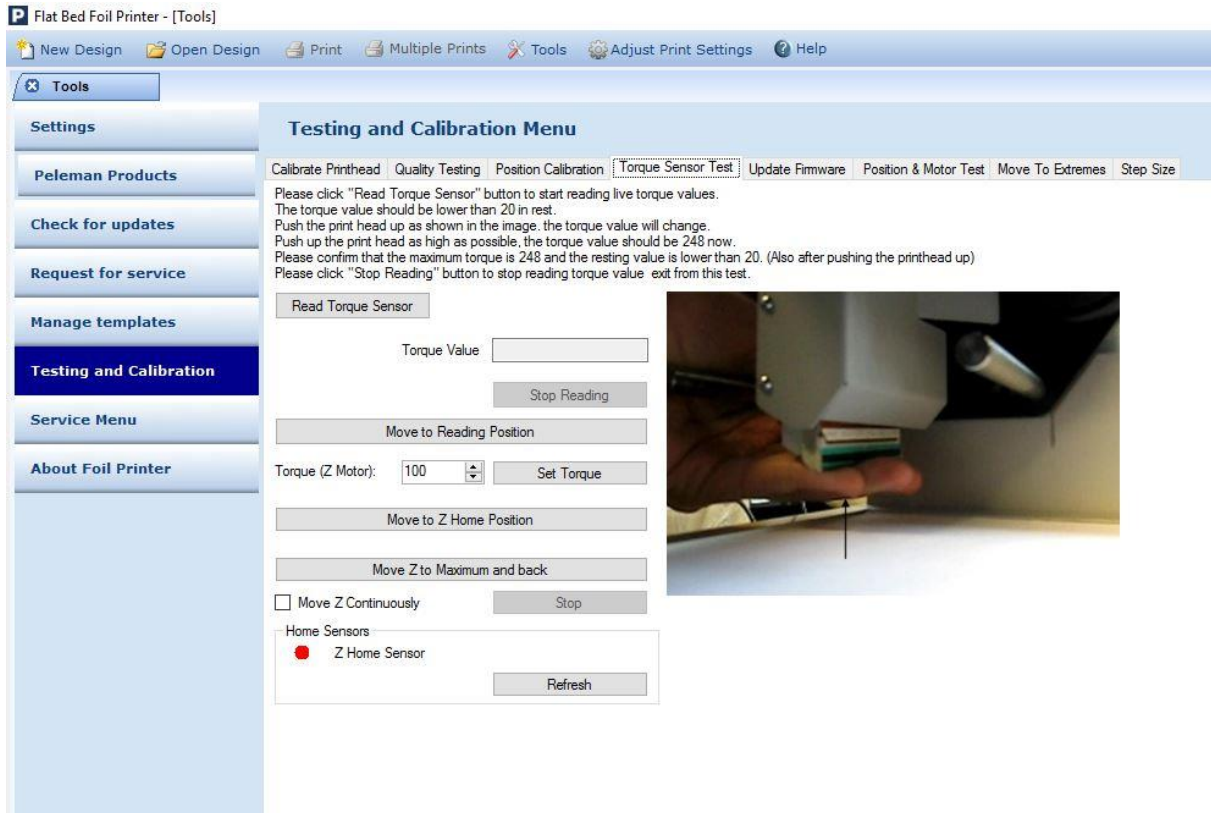 P Flat Bed Foil Printer - [Tools]
New Design Open Design Print Multiple Prints Tools Adjust Print Settings Help
Tools
Settings
Peleman Products
Check for updates
Request for service
Manage templates
Testing and Calibration
Service Menu
About Foil Printer
Testing and Calibration Menu
Calibrate Printhead Quality Testing Position Calibration Torque Sensor Test Update Firmware Position & Motor Test Move To Extremes Step Size
Please click "Read Torque Sensor" button to start reading live torque values.
The torque value should be lower than 20 in rest.
Push the print head up as shown in the image. the torque value will change.
Push up the print head as high as possible, the torque value should be 248 now.
Please confirm that the maximum torque is 248 and the resting value is lower than 20. (Also after pushing the printhead up)
Please click "Stop Reading" button to stop reading torque value exit from this test.
Read Torque Sensor
Torque Value
Stop Reading
Move to Reading Position
Torque (Z Motor): 100 Set Torque
Move to Z Home Position
Move Z to Maximum and back
Move Z Continuously Stop
Home Sensors
Z Home Sensor
Refresh